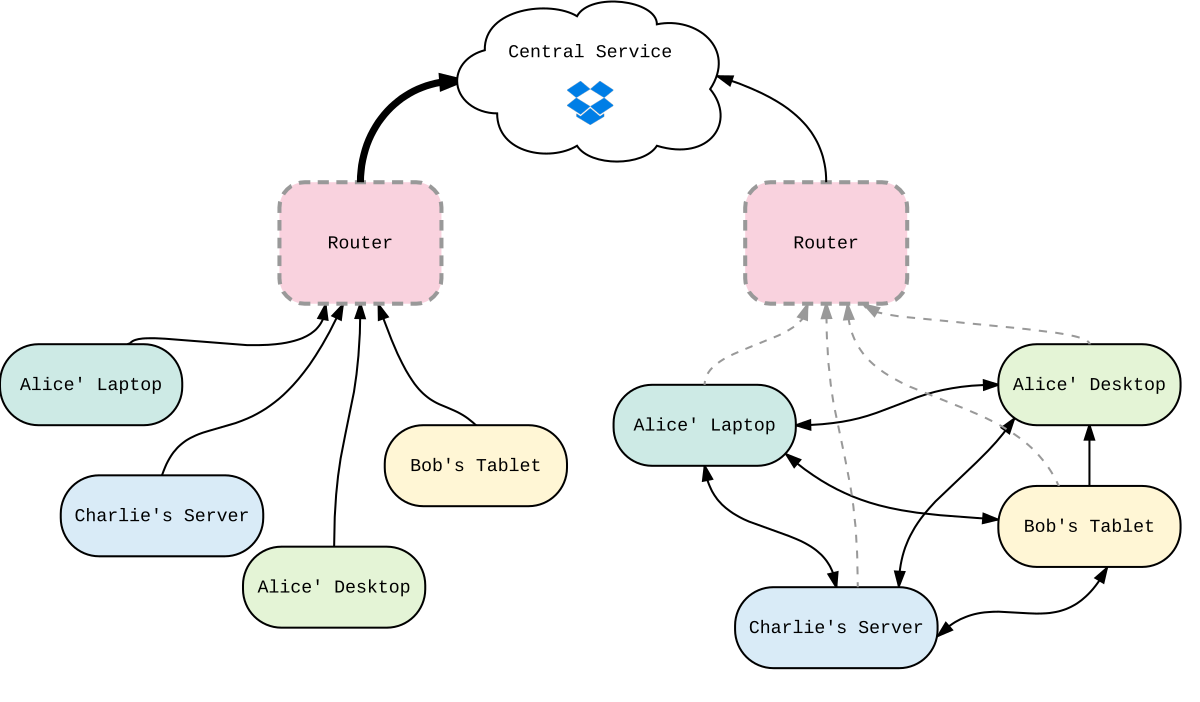 Central Service
Router
Router
Alice' Laptop
Alice' Desktop
Alice' Laptop
Bob's Tablet
Charlie's Server
Bob's Tablet
Alice' Desktop
Charlie's Server